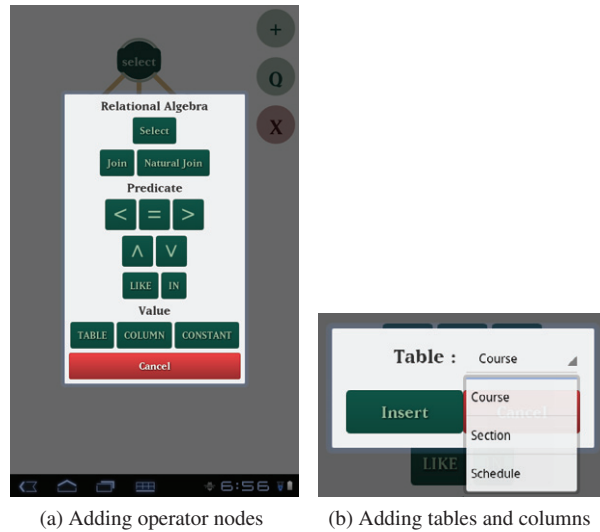 +
select
Q
X
Relational Algebra
Select
Join Natural Join
Predicate
< = >
∧ ∨
LIKE IN
Value
TABLE COLUMN CONSTANT
Cancel
6:56
(a) Adding operator nodes
Table : Course
Insert Cancel
Course
Section
Schedule
LIKE
(b) Adding tables and columns